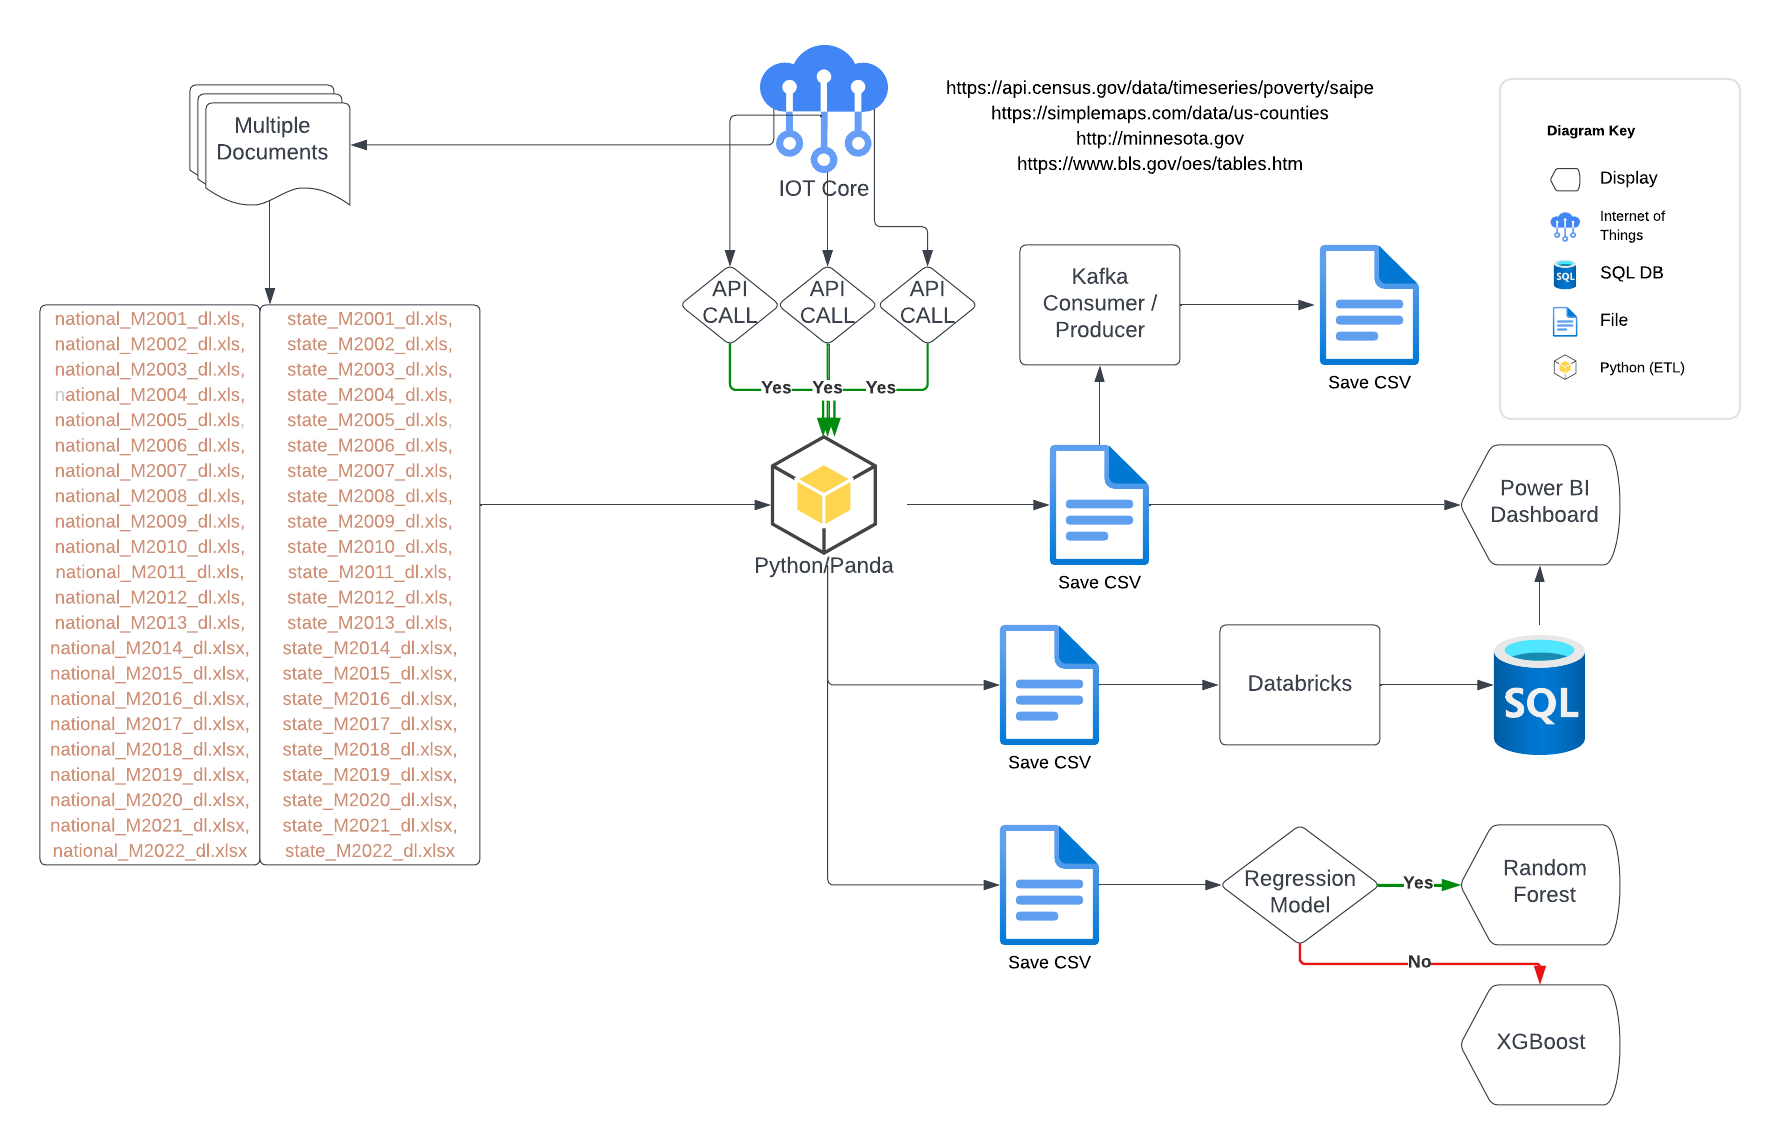 Multiple
Documents
IOT Core
https://api.census.gov/data/timeseries/poverty/saipe
https://simplemaps.com/data/us-counties
http://minnesota.gov
https://www.bls.gov/oes/tables.htm
Diagram Key
Display
Internet of
Things
SQL
SQL DB
File
Python (ETL)
API
CALL
API
CALL
API
CALL
Yes
Yes
Yes
Kafka
Consumer /
Producer
Save CSV
national_M2001_dl.xls,
national_M2002_dl.xls,
national_M2003_dl.xls,
national_M2004_dl.xls,
national_M2005_dl.xls,
national_M2006_dl.xls,
national_M2007_dl.xls,
national_M2008_dl.xls,
national_M2009_dl.xls,
national_M2010_dl.xls,
national_M2011_dl.xls,
national_M2012_dl.xls,
national_M2013_dl.xls,
national_M2014_dl.xlsx,
national_M2015_dl.xlsx,
national_M2016_dl.xlsx,
national_M2017_dl.xlsx,
national_M2018_dl.xlsx,
national_M2019_dl.xlsx,
national_M2020_dl.xlsx,
national_M2021_dl.xlsx,
national_M2022_dl.xlsx
state_M2001_dl.xls,
state_M2002_dl.xls,
state_M2003_dl.xls,
state_M2004_dl.xls,
state_M2005_dl.xls,
state_M2006_dl.xls,
state_M2007_dl.xls,
state_M2008_dl.xls,
state_M2009_dl.xls,
state_M2010_dl.xls,
state_M2011_dl.xls,
state_M2012_dl.xls,
state_M2013_dl.xls,
state_M2014_dl.xlsx,
state_M2015_dl.xlsx,
state_M2016_dl.xlsx,
state_M2017_dl.xlsx,
state_M2018_dl.xlsx,
state_M2019_dl.xlsx,
state_M2020_dl.xlsx,
state_M2021_dl.xlsx,
state_M2022_dl.xlsx
Python/Panda
Save CSV
Power BI
Dashboard
Save CSV
Databricks
SQL
Save CSV
Regression
Model
Yes
Random
Forest
No
XGBoost